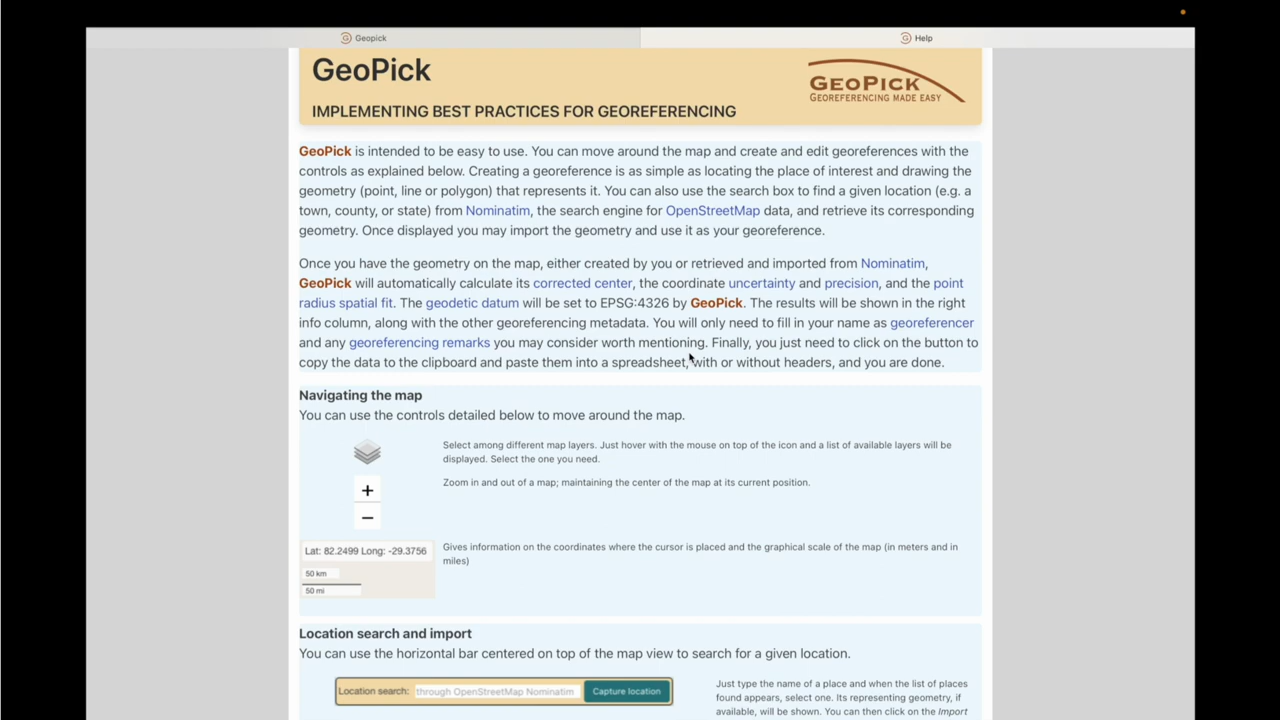 Geopick
Help
GeoPick
GEOPICK
GEOREFERENCING MADE EASY
IMPLEMENTING BEST PRACTICES FOR GEOREFERENCING
GeoPick is intended to be easy to use. You can move around the map and create and edit georeferences with the
controls as explained below. Creating a georeference is as simple as locating the place of interest and drawing the
geometry (point, line or polygon) that represents it. You can also use the search box to find a given location (e.g. a
town, county, or state) from Nominatim, the search engine for OpenStreetMap data, and retrieve its corresponding
geometry. Once displayed you may import the geometry and use it as your georeference.
Once you have the geometry on the map, either created by you or retrieved and imported from Nominatim,
GeoPick will automatically calculate its corrected center, the coordinate uncertainty and precision, and the point
radius spatial fit. The geodetic datum will be set to EPSG:4326 by GeoPick. The results will be shown in the right
info column, along with the other georeferencing metadata. You will only need to fill in your name as georeferencer
and any georeferencing remarks you may consider worth mentioning. Finally, you just need to click on the button to
copy the data to the clipboard and paste them into a spreadsheet, with or without headers, and you are done.
Navigating the map
You can use the controls detailed below to move around the map.
Select among different map layers. Just hover with the mouse on top of the icon and a list of available layers will be
displayed. Select the one you need.
+
Zoom in and out of a map; maintaining the center of the map at its current position.
−
Lat: 82.2499 Long: -29.3756
50 km
50 mi
Gives information on the coordinates where the cursor is placed and the graphical scale of the map (in meters and in
miles)
Location search and import
You can use the horizontal bar centered on top of the map view to search for a given location.
Location search: through OpenStreetMap Nominatim Capture location
Just type the name of a place and when the list of places
found appears, select one. Its representing geometry, if
available, will be shown. You can then click on the Import